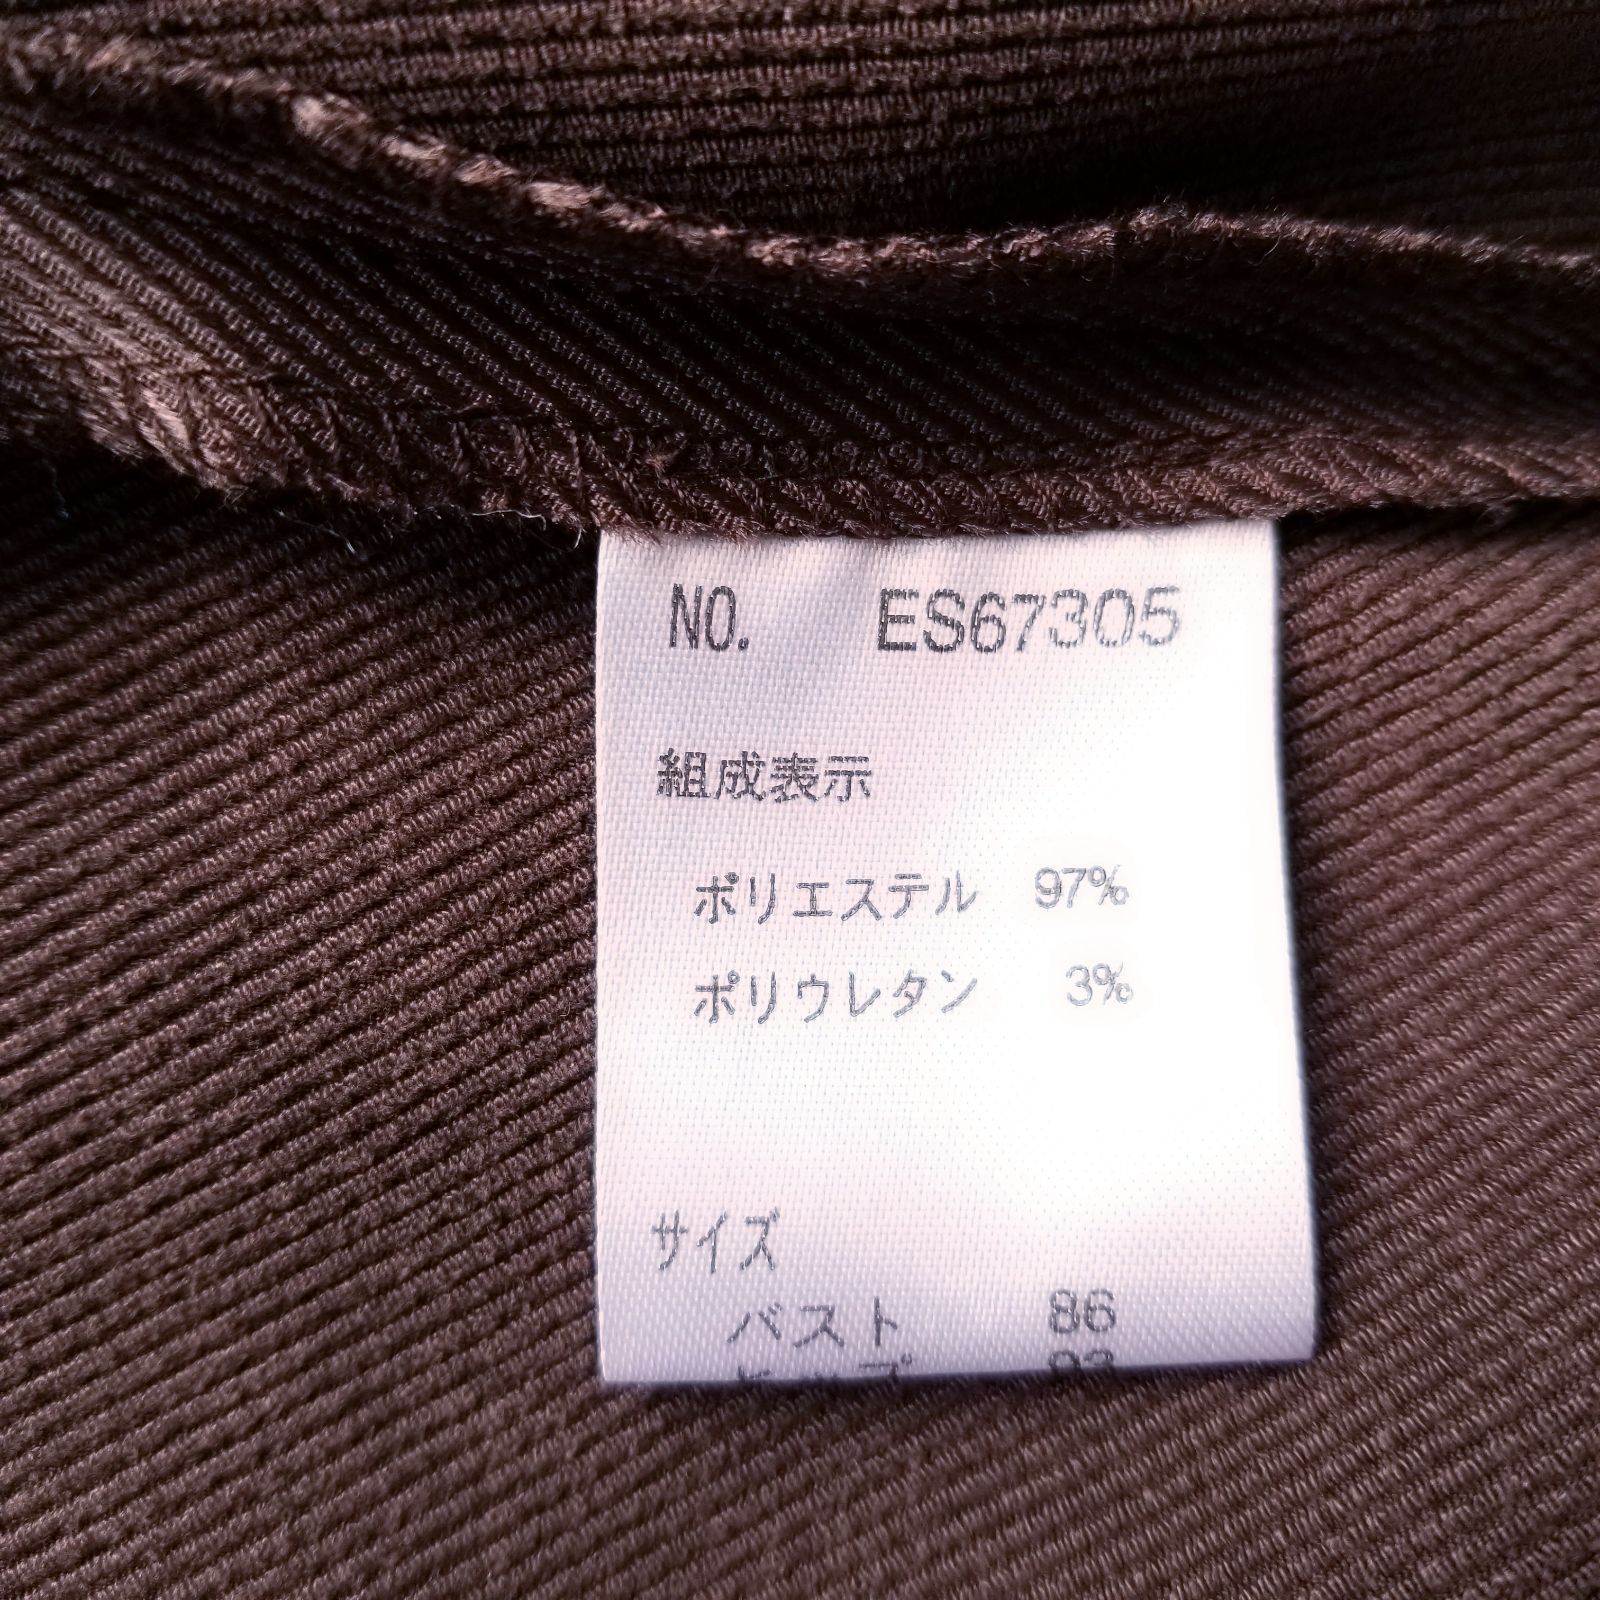 NO. ES67305
組成表示
ポリエステル 97%
ポリウレタン 3%
サイズ
バスト 86